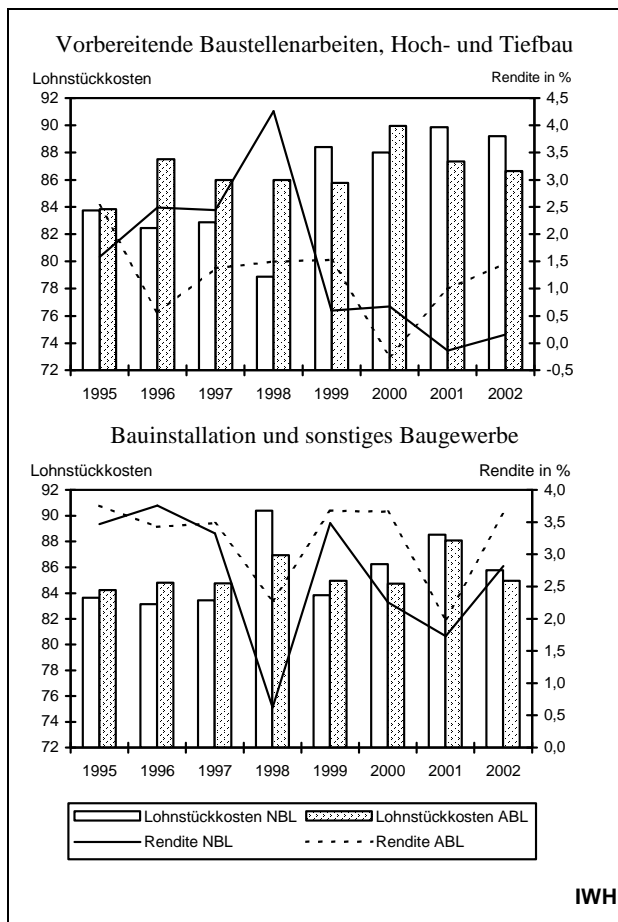 Vorbereitende Baustellenarbeiten, Hoch- und Tiefbau
Lohnstückkosten Rendite in %
92 4,5
90 4,0
88 3,5
86 3,0
84 2,5
82 2,0
80 1,5
78 1,0
76 0,5
74 0,0
72 -0,5
1995 1996 1997 1998 1999 2000 2001 2002
Bauinstallation und sonstiges Baugewerbe
Lohnstückkosten Rendite in %
92 4,0
90 3,5
88 3,0
86 2,5
84 2,0
82 1,5
80 1,0
78 0,5
76 0,0
74
72
1995 1996 1997 1998 1999 2000 2001 2002
Lohnstückkosten NBL Lohnstückkosten ABL
Rendite NBL Rendite ABL
IWH